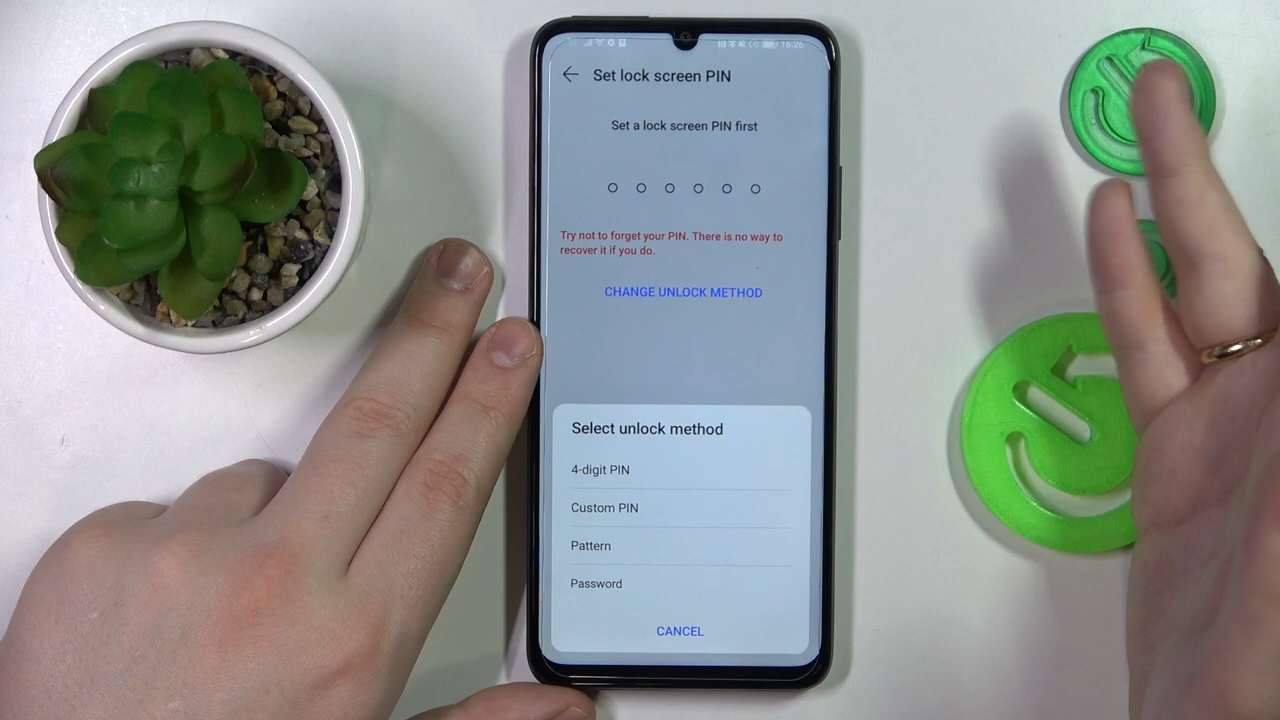 15:26
Set lock screen PIN
Set a lock screen PIN first
Try not to forget your PIN. There is no way to
recover it if you do.
CHANGE UNLOCK METHOD
Select unlock method
4-digit PIN
Custom PIN
Pattern
Password
CANCEL